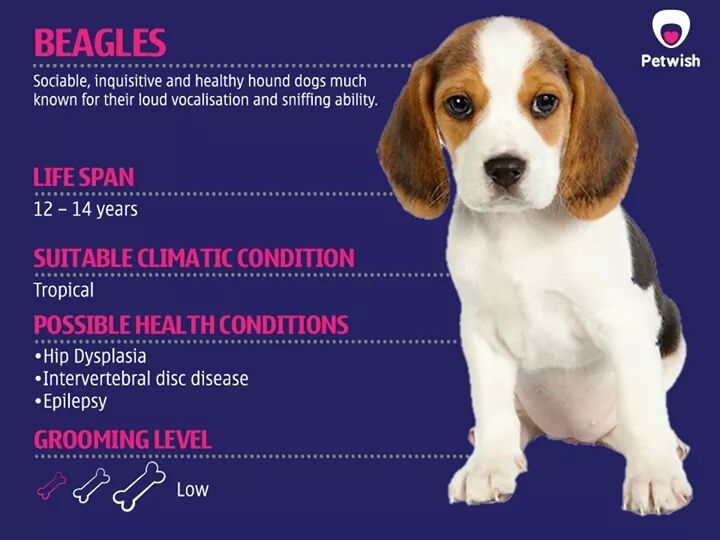 BEAGLES
Petwish
Sociable, inquisitive and healthy hound dogs much
known for their loud vocalisation and sniffing ability.
LIFE SPAN
12 – 14 years
SUITABLE CLIMATIC CONDITION
Tropical
POSSIBLE HEALTH CONDITIONS
•Hip Dysplasia
•Intervertebral disc disease
•Epilepsy
GROOMING LEVEL
Low